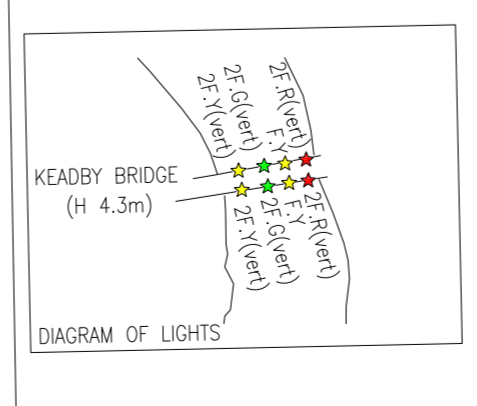 2F.Y(vert)
2F.G(vert)
F.Y
2F.R(vert)
KEADBY BRIDGE
(H 4.3m)
2F.Y(vert)
2F.G(vert)
F.Y
2F.R(vert)
DIAGRAM OF LIGHTS